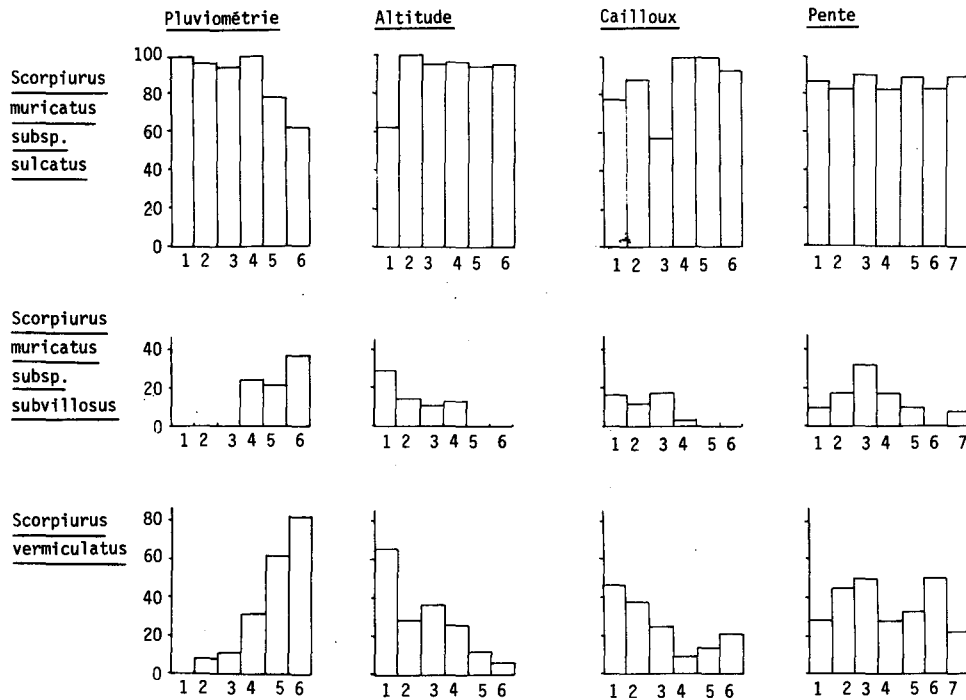 Pluviométrie Altitude Cailloux Pente
Scorpiurus
muricatus
subsp.
sulcatus
100
80
60
40
20
0
1 2 3 4 5 6
1 2 3 4 5 6
1 2 3 4 5 6
1 2 3 4 5 6 7
Scorpiurus
muricatus
subsp.
subvillosus
40
20
0
1 2 3 4 5 6
1 2 3 4 5 6
1 2 3 4 5 6
1 2 3 4 5 6 7
Scorpiurus
vermiculatus
80
60
40
20
0
1 2 3 4 5 6
1 2 3 4 5 6
1 2 3 4 5 6
1 2 3 4 5 6 7